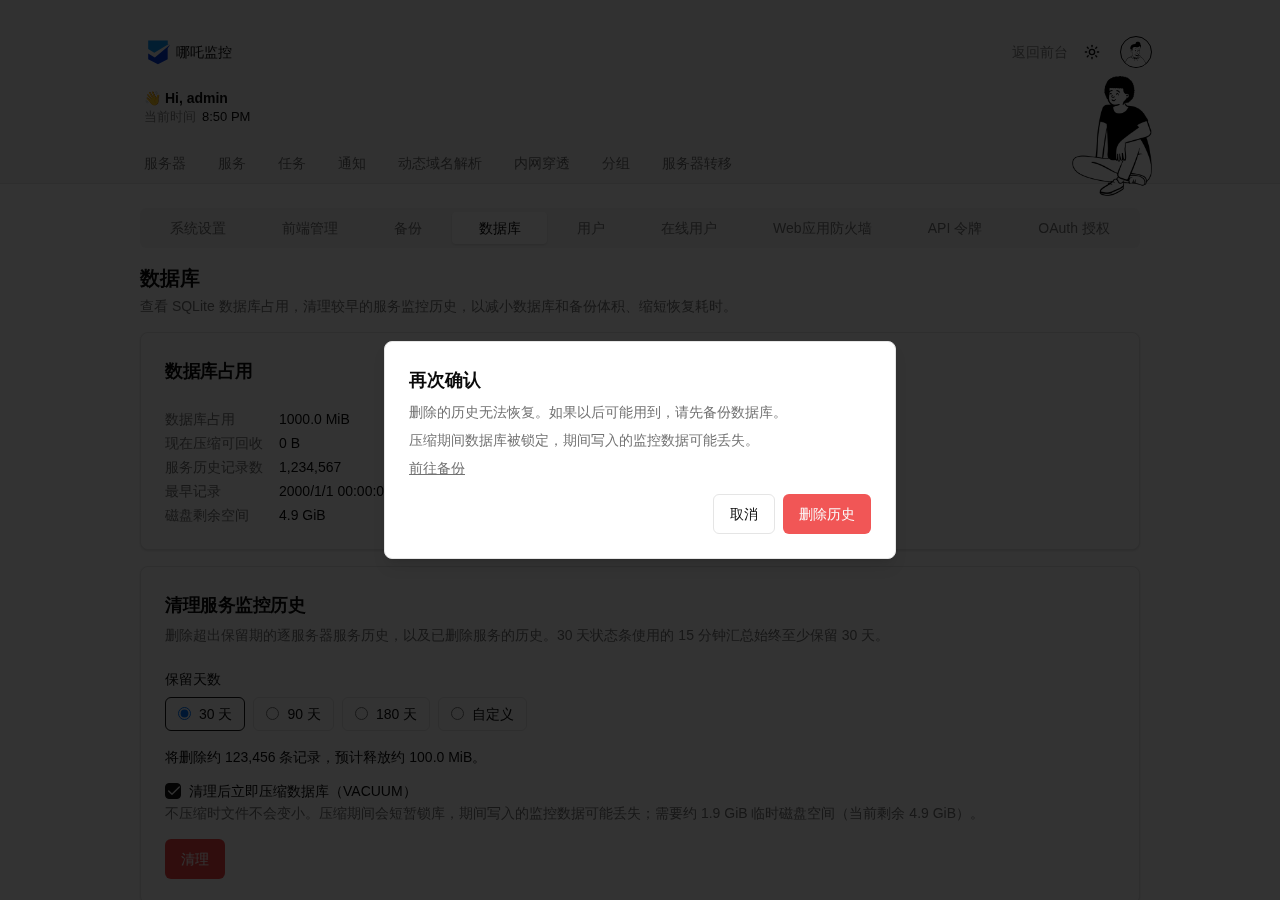 哪吒监控
返回前台
👋 Hi, admin
当前时间 8:50 PM
服务器 服务 任务 通知 动态域名解析 内网穿透 分组 服务器转移
系统设置 前端管理 备份 数据库 用户 在线用户 Web应用防火墙 API 令牌 OAuth 授权
数据库
查看 SQLite 数据库占用，清理较早的服务监控历史，以减小数据库和备份体积、缩短恢复耗时。
数据库占用
数据库占用 1000.0 MiB
现在压缩可回收 0 B
服务历史记录数 1,234,567
最早记录 2000/1/1 00:00:0
磁盘剩余空间 4.9 GiB
再次确认
删除的历史无法恢复。如果以后可能用到，请先备份数据库。
压缩期间数据库被锁定，期间写入的监控数据可能丢失。
前往备份
取消 删除历史
清理服务监控历史
删除超出保留期的逐服务器服务历史，以及已删除服务的历史。30 天状态条使用的 15 分钟汇总始终至少保留 30 天。
保留天数
30 天 90 天 180 天 自定义
将删除约 123,456 条记录，预计释放约 100.0 MiB。
清理后立即压缩数据库（VACUUM）
不压缩时文件不会变小。压缩期间会短暂锁库，期间写入的监控数据可能丢失；需要约 1.9 GiB 临时磁盘空间（当前剩余 4.9 GiB）。
清理